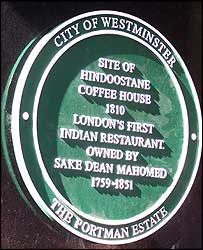 CITY OF WESTMINSTER
SITE OF
HINDOOSTANE
COFFEE HOUSE
1810
LONDON'S FIRST
INDIAN RESTAURANT.
OWNED BY
SAKE DEAN MAHOMED
1759-1851
THE PORTMAN ESTATE